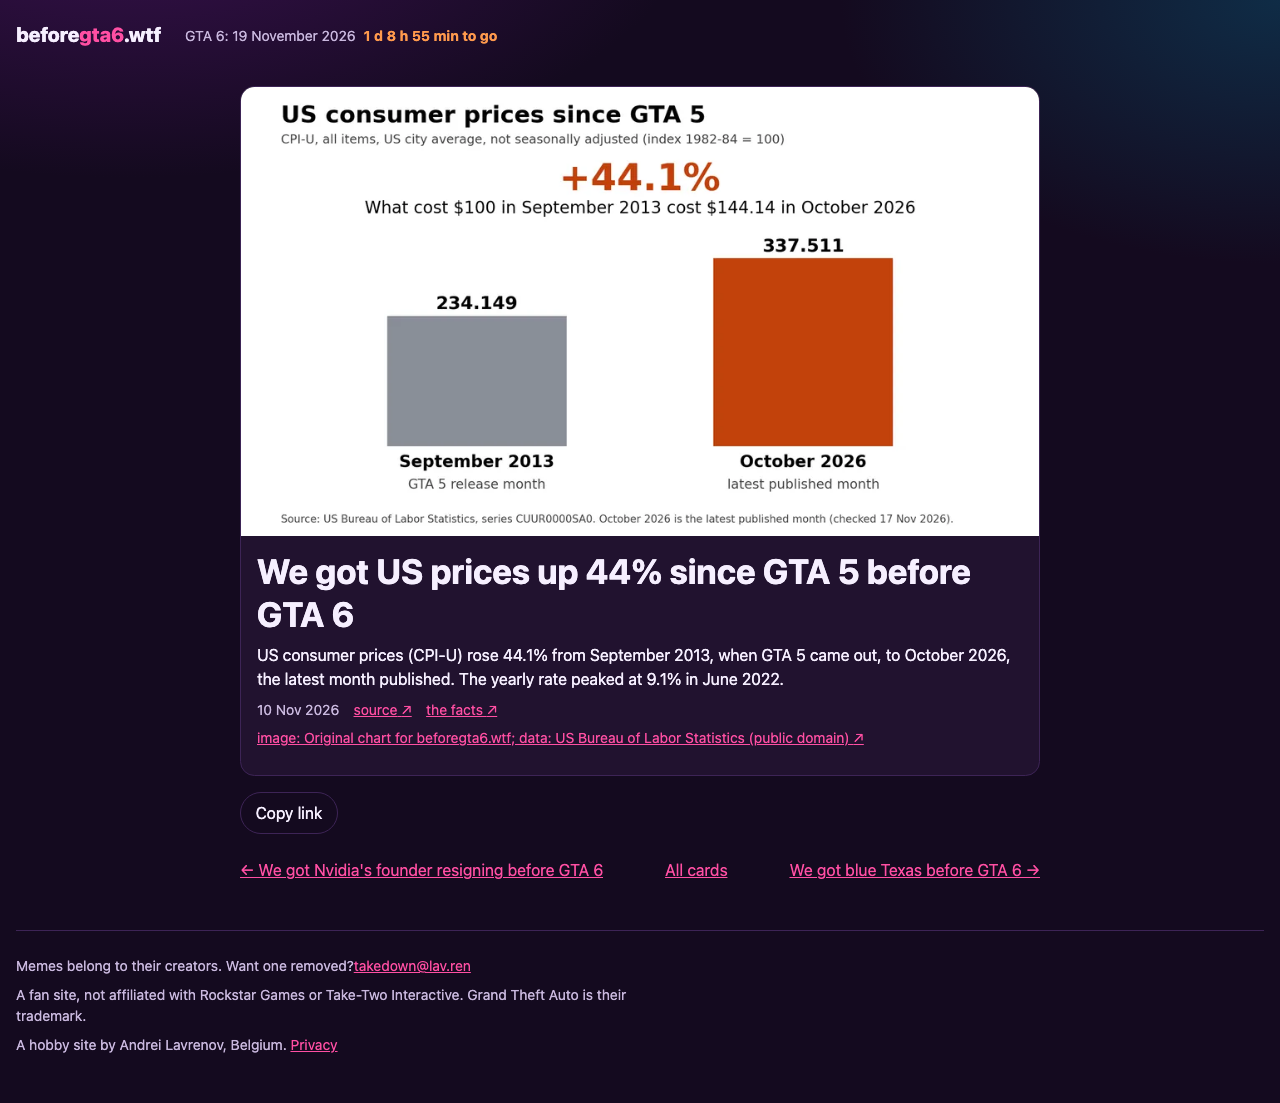 beforegta6.wtf
GTA 6: 19 November 2026 1 d 8 h 55 min to go
US consumer prices since GTA 5
CPI-U, all items, US city average, not seasonally adjusted (index 1982-84 = 100)
+44.1%
What cost $100 in September 2013 cost $144.14 in October 2026
234.149
337.511
September 2013
GTA 5 release month
October 2026
latest published month
Source: US Bureau of Labor Statistics, series CUUR0000SA0. October 2026 is the latest published month (checked 17 Nov 2026).
We got US prices up 44% since GTA 5 before
GTA 6
US consumer prices (CPI-U) rose 44.1% from September 2013, when GTA 5 came out, to October 2026,
the latest month published. The yearly rate peaked at 9.1% in June 2022.
10 Nov 2026 source ↗ the facts ↗
image: Original chart for beforegta6.wtf; data: US Bureau of Labor Statistics (public domain) ↗
Copy link
← We got Nvidia's founder resigning before GTA 6
All cards
We got blue Texas before GTA 6 →
Memes belong to their creators. Want one removed?takedown@lav.ren
A fan site, not affiliated with Rockstar Games or Take-Two Interactive. Grand Theft Auto is their
trademark.
A hobby site by Andrei Lavrenov, Belgium. Privacy